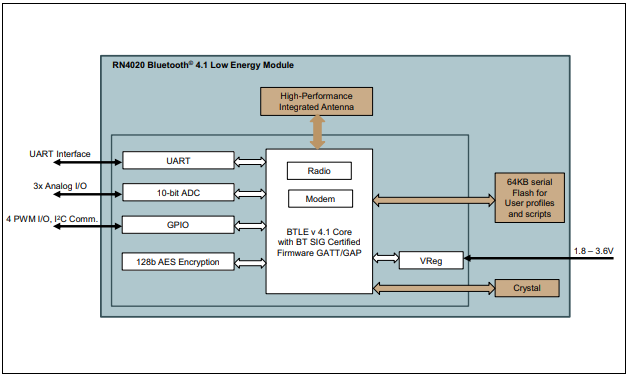 RN4020 Bluetooth® 4.1 Low Energy Module
High-Performance
Integrated Antenna
UART Interface
UART
3x Analog I/O
10-bit ADC
4 PWM I/O, I²C Comm.
GPIO
128b AES Encryption
Radio
Modem
BTLE v 4.1 Core
with BT SIG Certified
Firmware GATT/GAP
64KB serial
Flash for
User profiles
and scripts
VReg
1.8 – 3.6V
Crystal